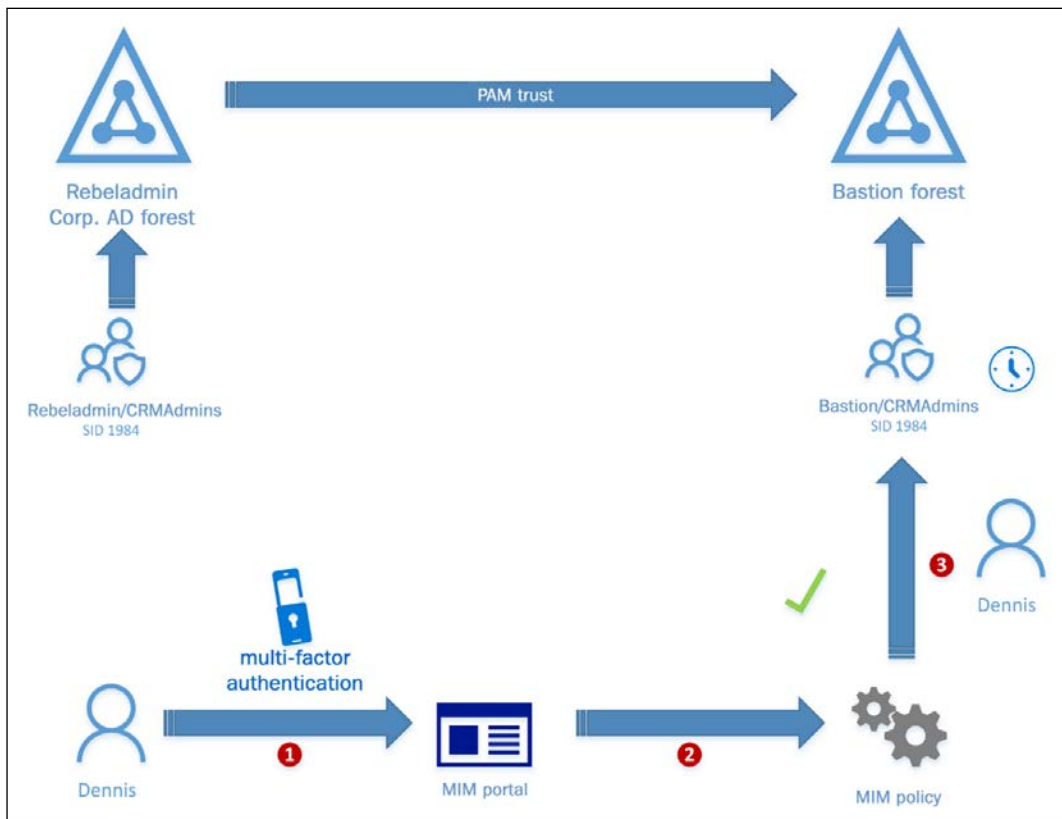 PAM trust
Rebeladmin
Corp. AD forest
Bastion forest
Rebeladmin/CRMAdmins
SID 1984
Bastion/CRMAdmins
SID 1984
3
Dennis
multi-factor
authentication
1
2
Dennis
MIM portal
MIM policy